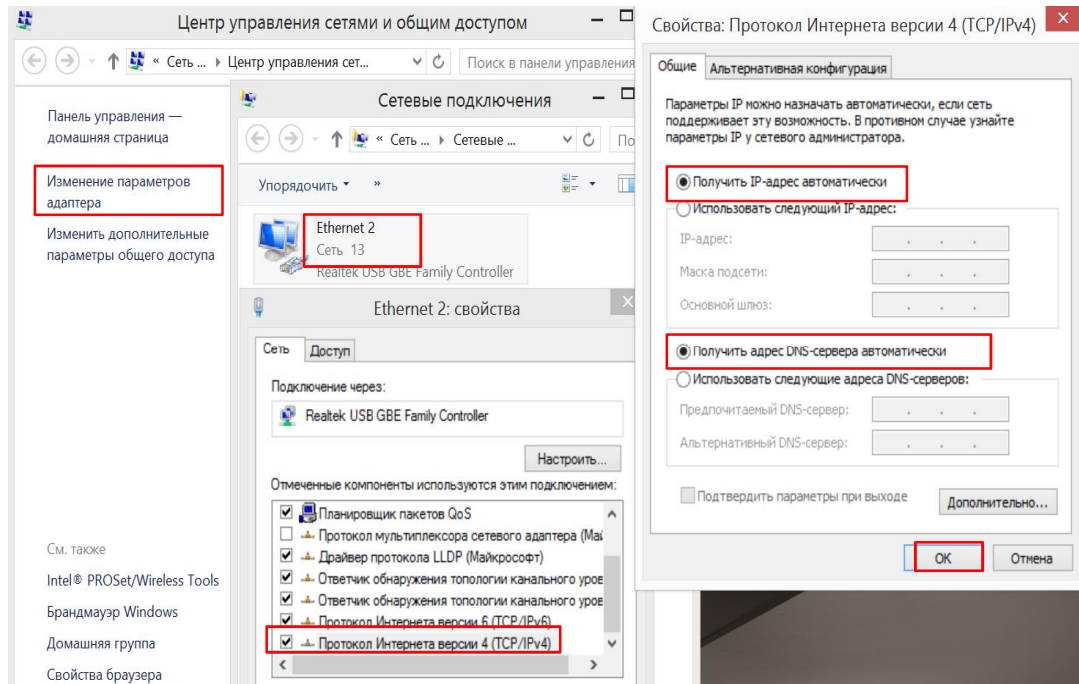 Центр управления сетями и общим доступом
« Сеть ... Центр управления сет...
Поиск в панели управления
Панель управления —
домашняя страница
Изменение параметров
адаптера
Изменить дополнительные
параметры общего доступа
См. также
Intel® PROSet/Wireless Tools
Брандмауэр Windows
Домашняя группа
Свойства браузера
Сетевые подключения
« Сеть ... Сетевые ...
По
Упорядочить »
Ethernet 2
Сеть 13
Realtek USB GBE Family Controller
Ethernet 2: свойства
Сеть Доступ
Подключение через:
Realtek USB GBE Family Controller
Настроить...
Отмеченные компоненты используются этим подключением:
Планировщик пакетов QoS
Протокол мультиплексора сетевого адаптера (Май
Драйвер протокола LLDP (Майкрософт)
Ответчик обнаружения топологии канального уров
Ответчик обнаружения топологии канального уров
Протокол Интернета версии 6 (TCP/IPv6)
Протокол Интернета версии 4 (TCP/IPv4)
Свойства: Протокол Интернета версии 4 (TCP/IPv4)
Общие Альтернативная конфигурация
Параметры IP можно назначать автоматически, если сеть
поддерживает эту возможность. В противном случае узнайте
параметры IP у сетевого администратора.
Получить IP-адрес автоматически
Использовать следующий IP-адрес:
IP-адрес:
Маска подсети:
Основной шлюз:
Получить адрес DNS-сервера автоматически
Использовать следующие адреса DNS-серверов:
Предпочитаемый DNS-сервер:
Альтернативный DNS-сервер:
Подтвердить параметры при выходе
Дополнительно...
ОК Отмена